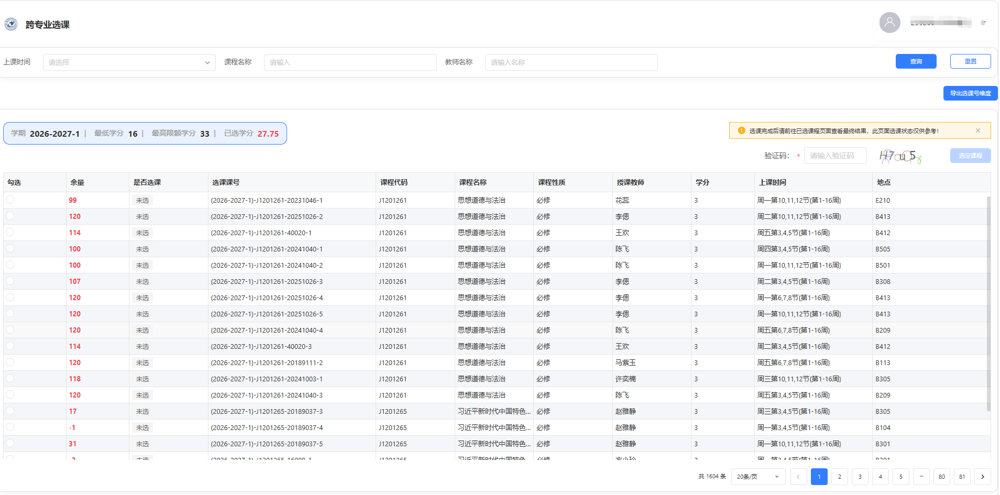 跨专业选课
上课时间 请选择 课程名称 请输入 教师名称 请输入名称 查询 重置
导出选课号维度
学期 2026-2027-1 | 最低学分 16 | 最高限额学分 33 | 已选学分 27.75
选课完成后请前往已选课程页面查看最终结果，此页面选课状态仅供参考！
验证码： * 请输入验证码 H7u5 选定课程
勾选 余量 是否选课 选课课号 课程代码 课程名称 课程性质 授课教师 学分 上课时间 地点
99 未选 (2026-2027-1)-J1201261-20231046-1 J1201261 思想道德与法治 必修 花蕊 3 周一第10,11,12节{第1-16周} E210
120 未选 (2026-2027-1)-J1201261-20251026-2 J1201261 思想道德与法治 必修 李偲 3 周二第10,11,12节{第1-16周} B413
114 未选 (2026-2027-1)-J1201261-40020-1 J1201261 思想道德与法治 必修 王欢 3 周五第3,4,5节{第1-16周} B412
100 未选 (2026-2027-1)-J1201261-20241040-1 J1201261 思想道德与法治 必修 陈飞 3 周四第3,4,5节{第1-16周} B505
100 未选 (2026-2027-1)-J1201261-20241040-2 J1201261 思想道德与法治 必修 陈飞 3 周一第10,11,12节{第1-16周} B501
107 未选 (2026-2027-1)-J1201261-20251026-3 J1201261 思想道德与法治 必修 李偲 3 周二第3,4,5节{第1-16周} B308
120 未选 (2026-2027-1)-J1201261-20251026-4 J1201261 思想道德与法治 必修 李偲 3 周一第6,7,8节{第1-16周} B413
120 未选 (2026-2027-1)-J1201261-20251026-5 J1201261 思想道德与法治 必修 李偲 3 周一第10,11,12节{第1-16周} B413
120 未选 (2026-2027-1)-J1201261-20241040-4 J1201261 思想道德与法治 必修 陈飞 3 周五第6,7,8节{第1-16周} B209
114 未选 (2026-2027-1)-J1201261-40020-3 J1201261 思想道德与法治 必修 王欢 3 周二第3,4,5节{第1-16周} B412
120 未选 (2026-2027-1)-J1201261-20189111-2 J1201261 思想道德与法治 必修 马紫玉 3 周五第6,7,8节{第1-16周} B113
118 未选 (2026-2027-1)-J1201261-20241003-1 J1201261 思想道德与法治 必修 许奕楠 3 周三第10,11,12节{第1-16周} B305
120 未选 (2026-2027-1)-J1201261-20241040-3 J1201261 思想道德与法治 必修 陈飞 3 周五第3,4,5节{第1-16周} B209
17 未选 (2026-2027-1)-J1201265-20189037-3 J1201265 习近平新时代中国特色... 必修 赵雅静 3 周三第3,4,5节{第1-16周} B305
-1 未选 (2026-2027-1)-J1201265-20189037-4 J1201265 习近平新时代中国特色... 必修 赵雅静 3 周一第3,4,5节{第1-16周} B104
31 未选 (2026-2027-1)-J1201265-20189037-5 J1201265 习近平新时代中国特色... 必修 赵雅静 3 周一第10,11,12节{第1-16周} B301
共 1604 条 20条/页 1 2 3 4 5 ... 80 81